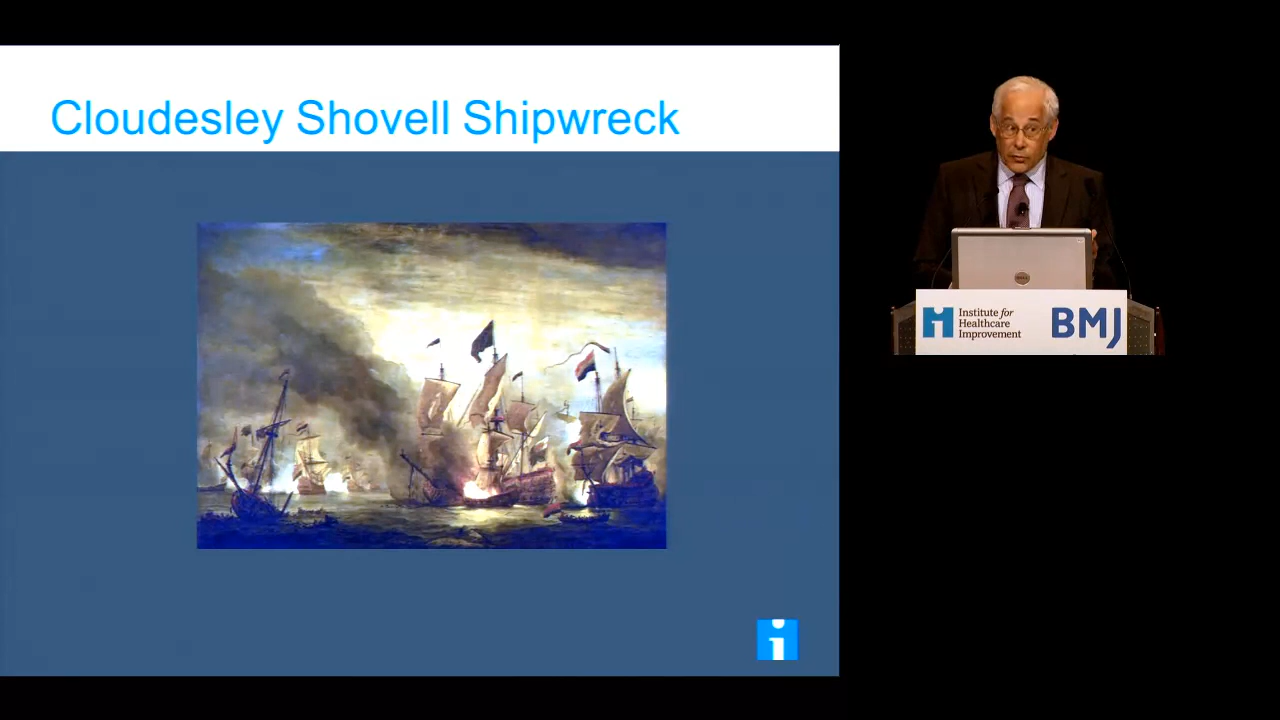 Cloudesley Shovell Shipwreck
Institute for
Healthcare
Improvement
BMJ